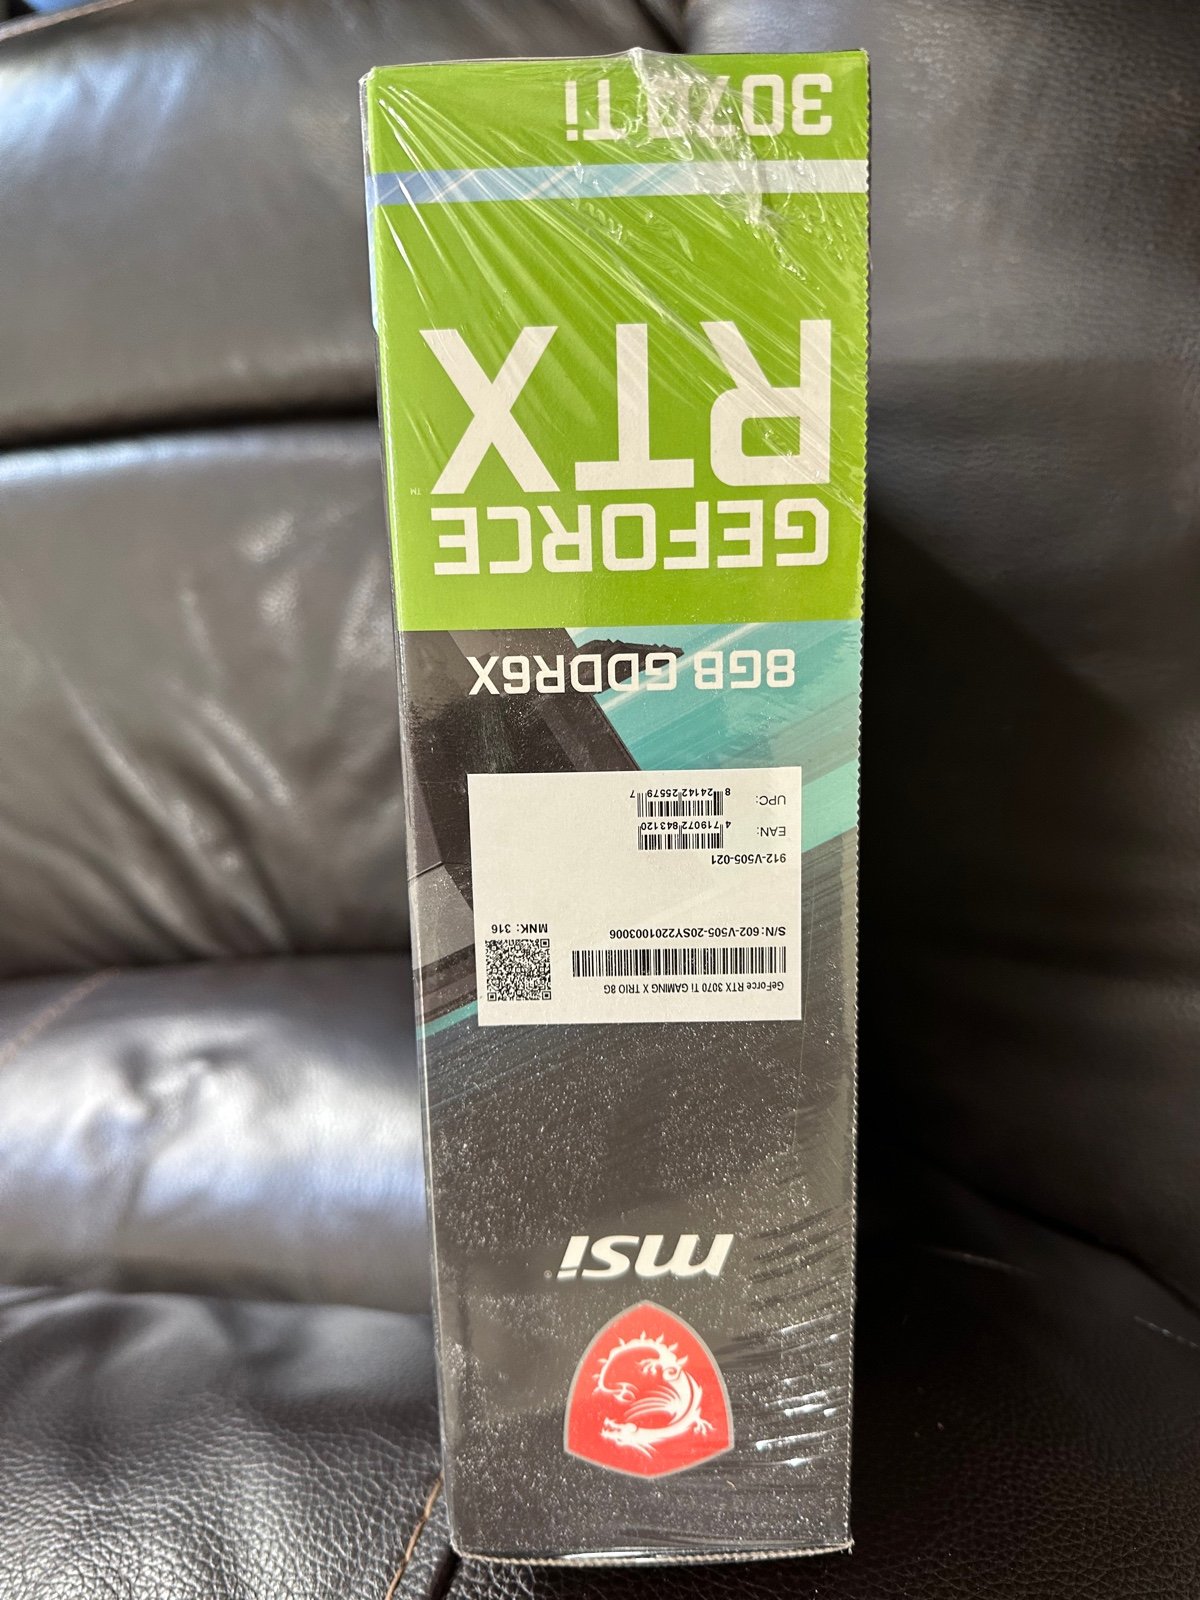 msi
GeForce RTX 3070 Ti GAMING X TRIO 8G
S/N: 602-V505-20SY2201003006
MNK: 316
912-V505-021
EAN:
4 719072 843120
UPC:
8 24142 25579 7
8GB GDDR6X
GEFORCE
RTX™
3070 Ti